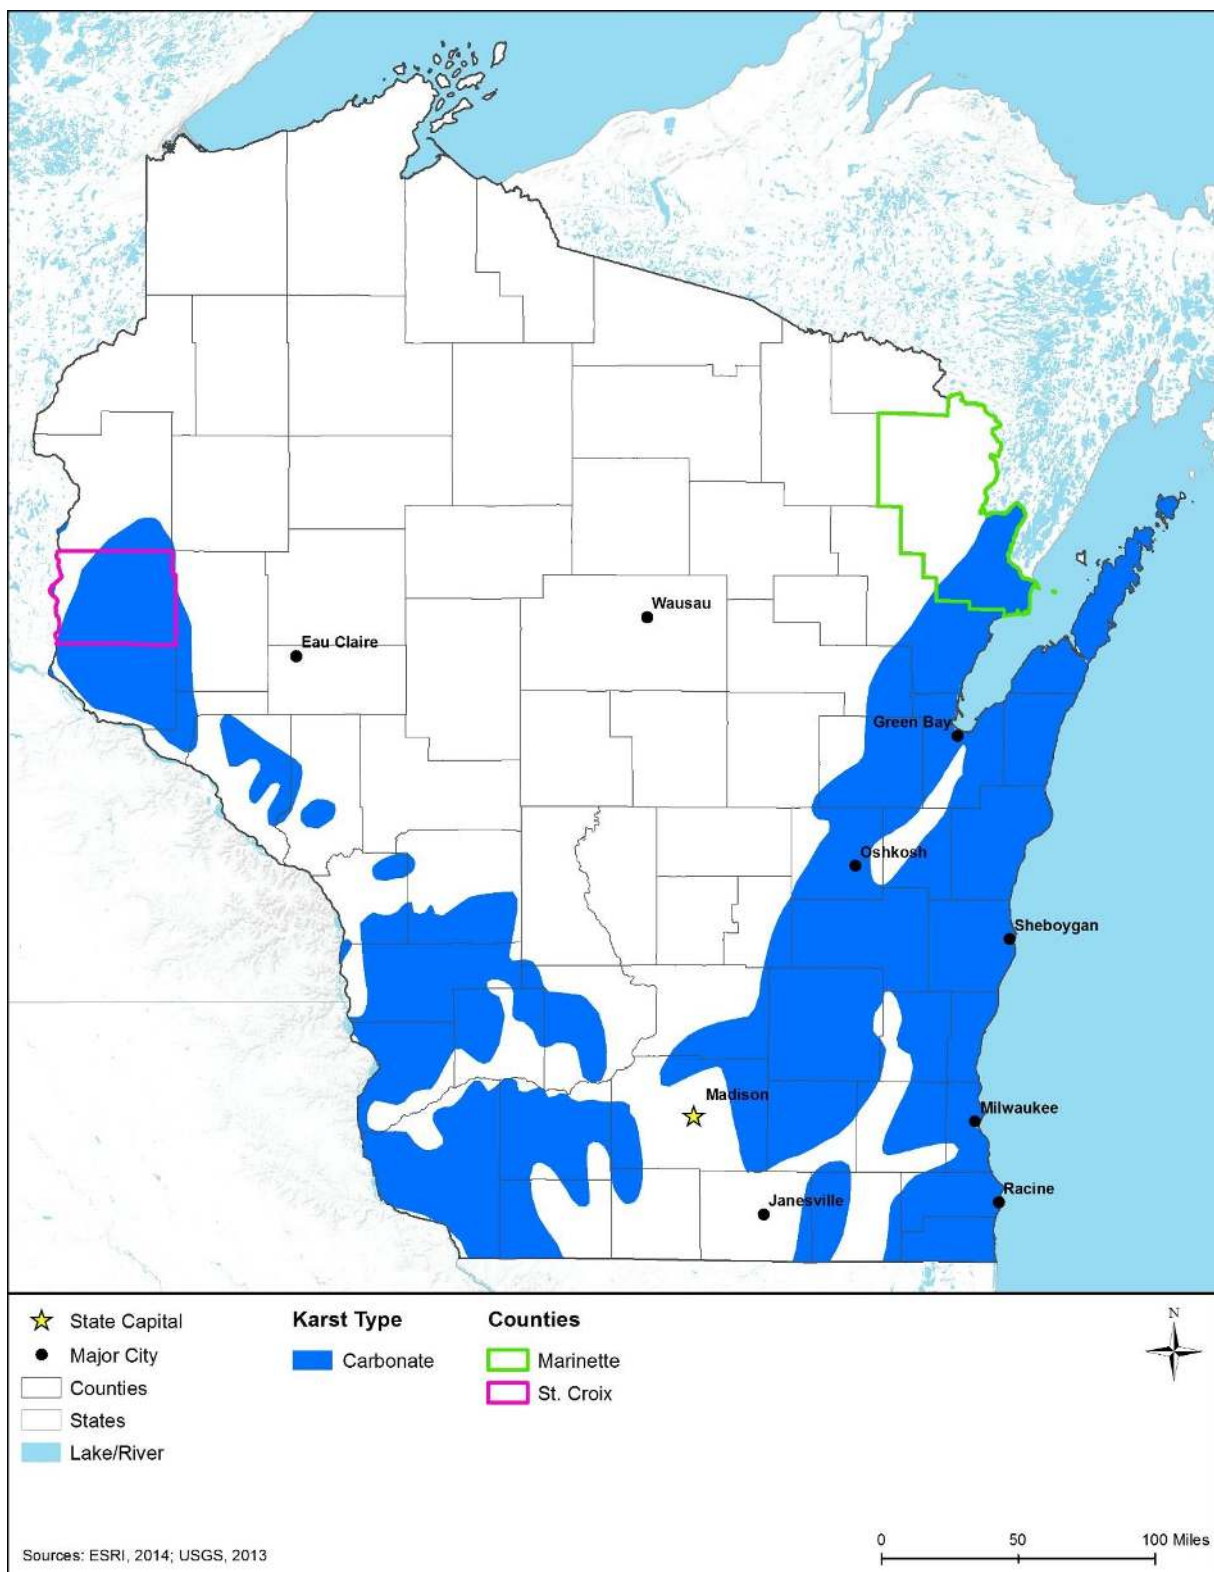 Wausau
Eau Claire
Green Bay
Oshkosh
Sheboygan
Madison
Milwaukee
Janesville
Racine
State Capital
Major City
Counties
States
Lake/River
Karst Type
Carbonate
Counties
Marinette
St. Croix
N
Sources: ESRI, 2014; USGS, 2013
0 50 100 Miles